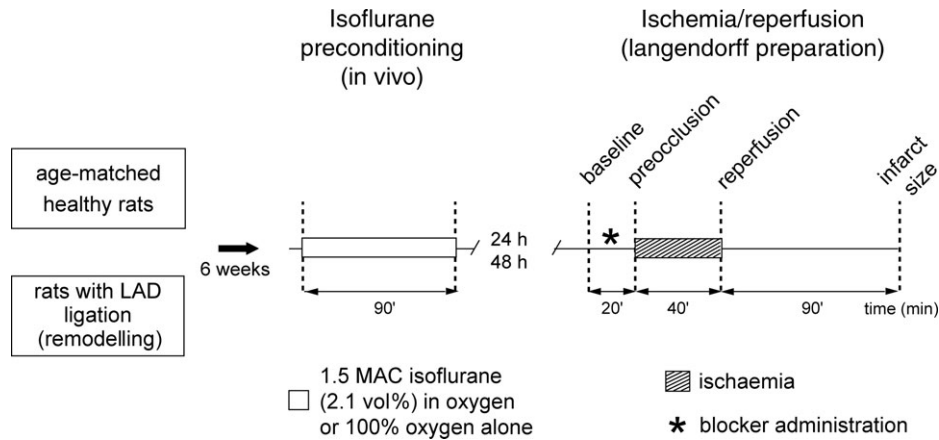 Isoflurane
preconditioning
(in vivo)
Ischemia/reperfusion
(langendorff preparation)
age-matched
healthy rats
rats with LAD
ligation
(remodelling)
6 weeks
90'
24 h
48 h
baseline
preocclusion
reperfusion
infarct
size
*
20'
40'
90'
time (min)
1.5 MAC isoflurane
(2.1 vol%) in oxygen
or 100% oxygen alone
ischaemia
* blocker administration